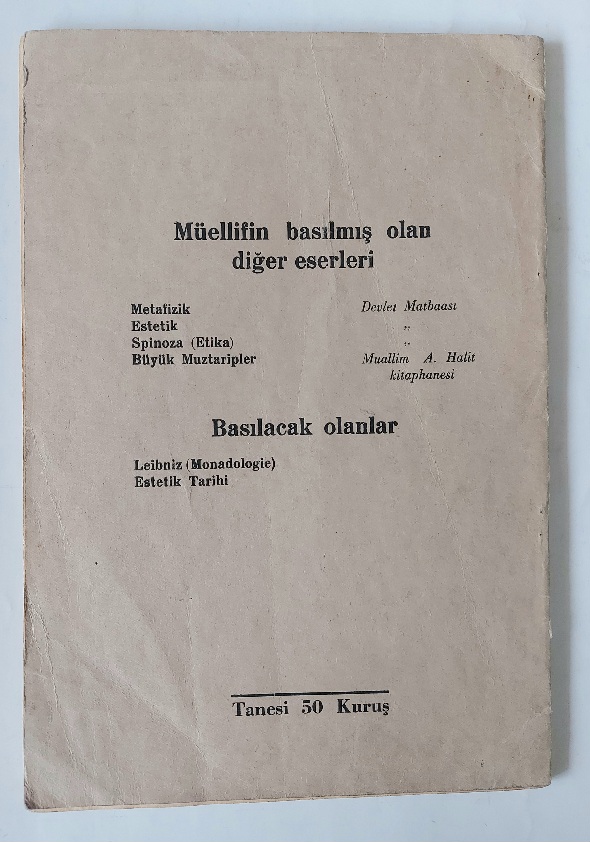 Müellifin basılmış olan
diğer eserleri
Metafizik Devlet Matbaası
Estetik „
Spinoza (Etika) „
Büyük Muztaripler Muallim A. Halit
kitaphanesi
Basılacak olanlar
Leibniz (Monadologie)
Estetik Tarihi
Tanesi 50 Kuruş